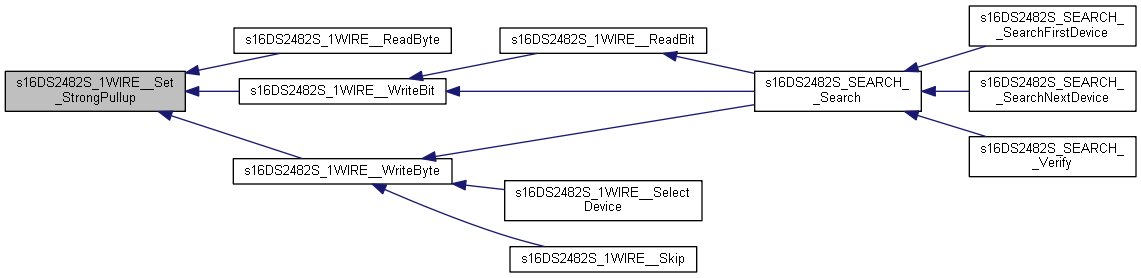 s16DS2482S_1WIRE__Set
_StrongPullup
s16DS2482S_1WIRE__ReadByte
s16DS2482S_1WIRE__WriteBit
s16DS2482S_1WIRE__WriteByte
s16DS2482S_1WIRE__ReadBit
s16DS2482S_1WIRE__Select
Device
s16DS2482S_1WIRE__Skip
s16DS2482S_SEARCH_
_Search
s16DS2482S_SEARCH_
_SearchFirstDevice
s16DS2482S_SEARCH_
_SearchNextDevice
s16DS2482S_SEARCH_
_Verify